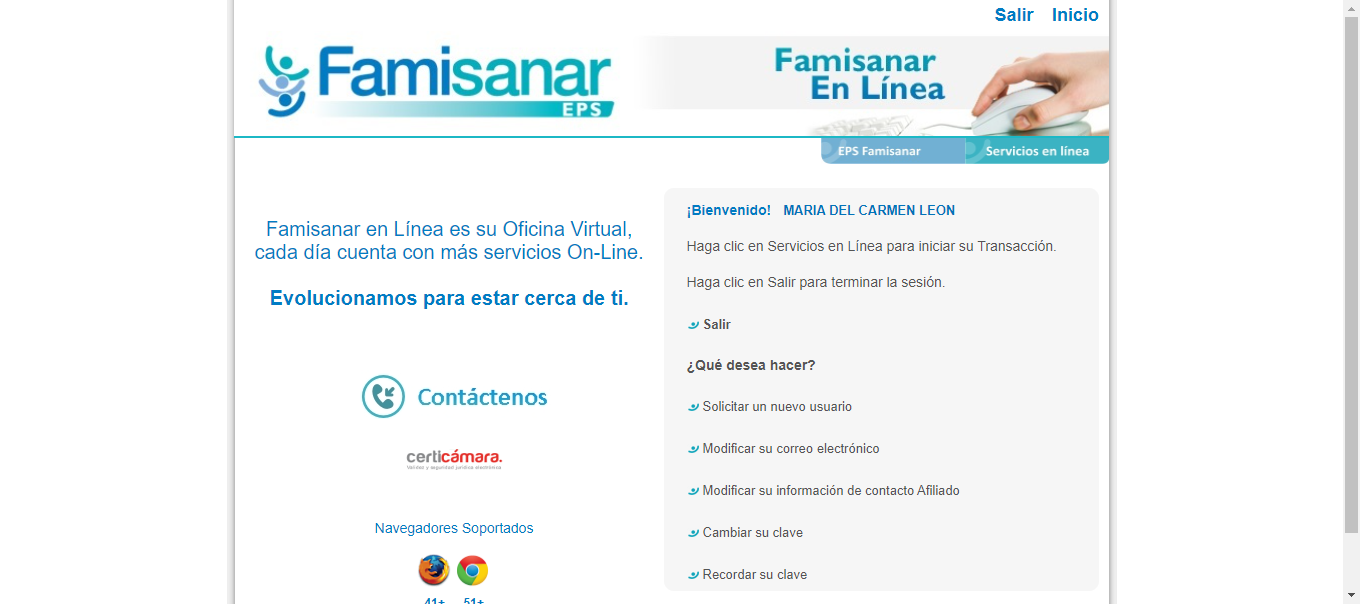 Salir Inicio
Famisanar
EPS
Famisanar
En Línea
EPS Famisanar Servicios en línea
Famisanar en Línea es su Oficina Virtual,
cada día cuenta con más servicios On-Line.
Evolucionamos para estar cerca de ti.
Contáctenos
certicámara.
Validez y seguridad jurídica electrónica
Navegadores Soportados
41+ 51+
¡Bienvenido! MARIA DEL CARMEN LEON
Haga clic en Servicios en Línea para iniciar su Transacción.
Haga clic en Salir para terminar la sesión.
Salir
¿Qué desea hacer?
Solicitar un nuevo usuario
Modificar su correo electrónico
Modificar su información de contacto Afiliado
Cambiar su clave
Recordar su clave